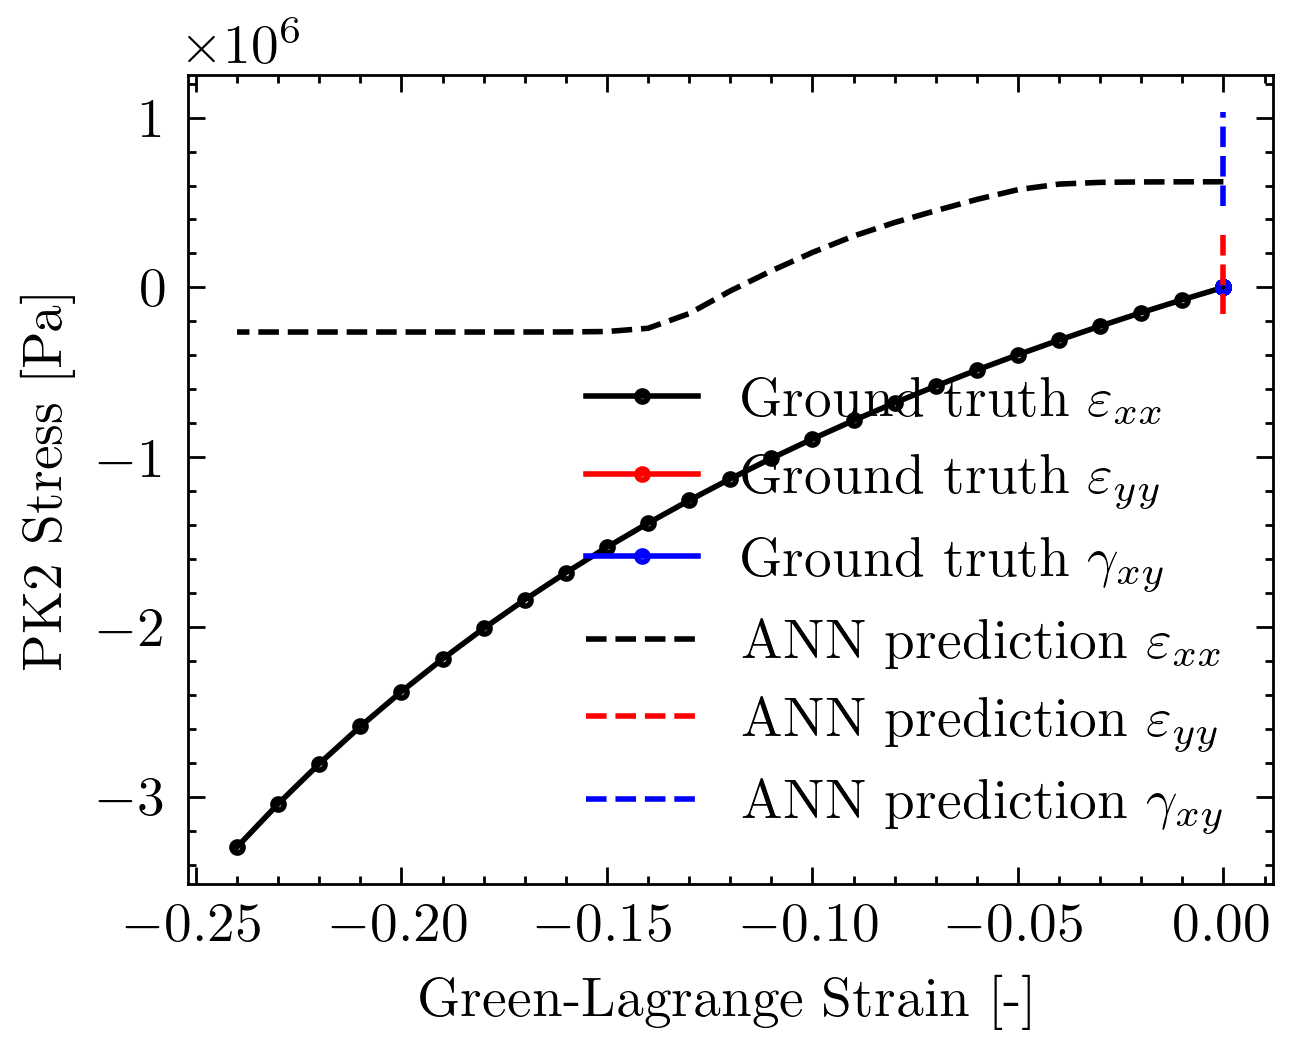 ×10⁶
1
0
−1
−2
−3
PK2 Stress [Pa]
Ground truth εxx
Ground truth εyy
Ground truth γxy
ANN prediction εxx
ANN prediction εyy
ANN prediction γxy
−0.25 −0.20 −0.15 −0.10 −0.05 0.00
Green-Lagrange Strain [-]